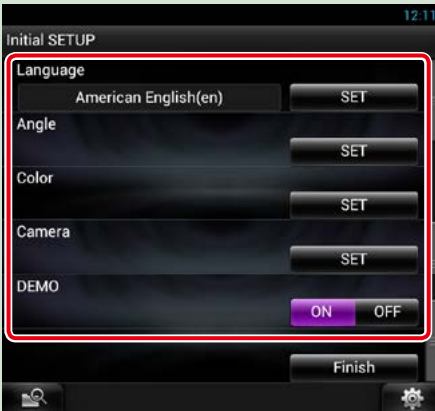 12:11
Initial SETUP
Language
American English(en) SET
Angle
SET
Color
SET
Camera
SET
DEMO
ON OFF
Finish